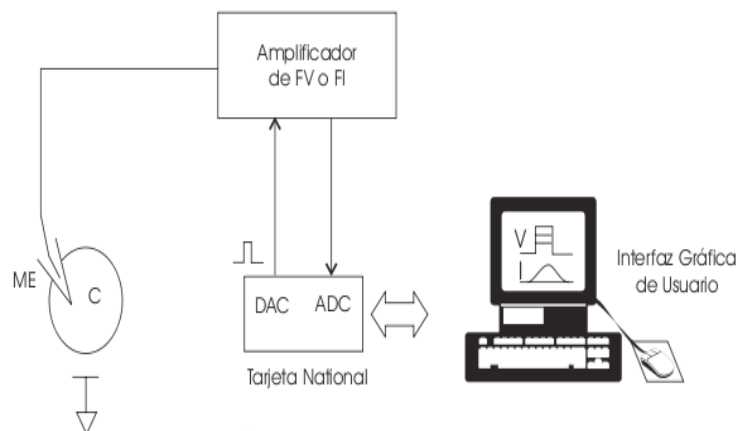 Amplificador
de FV o FI
ME
C
DAC ADC
Tarjeta National
V
I
Interfaz Gráfica
de Usuario